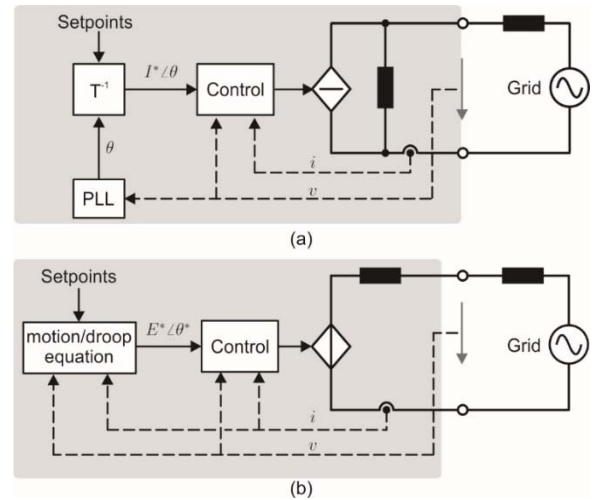 Setpoints
T⁻¹
I*∠θ
Control
Grid
θ
i
v
PLL
(a)
Setpoints
motion/droop
equation
E*∠θ*
Control
Grid
i
v
(b)